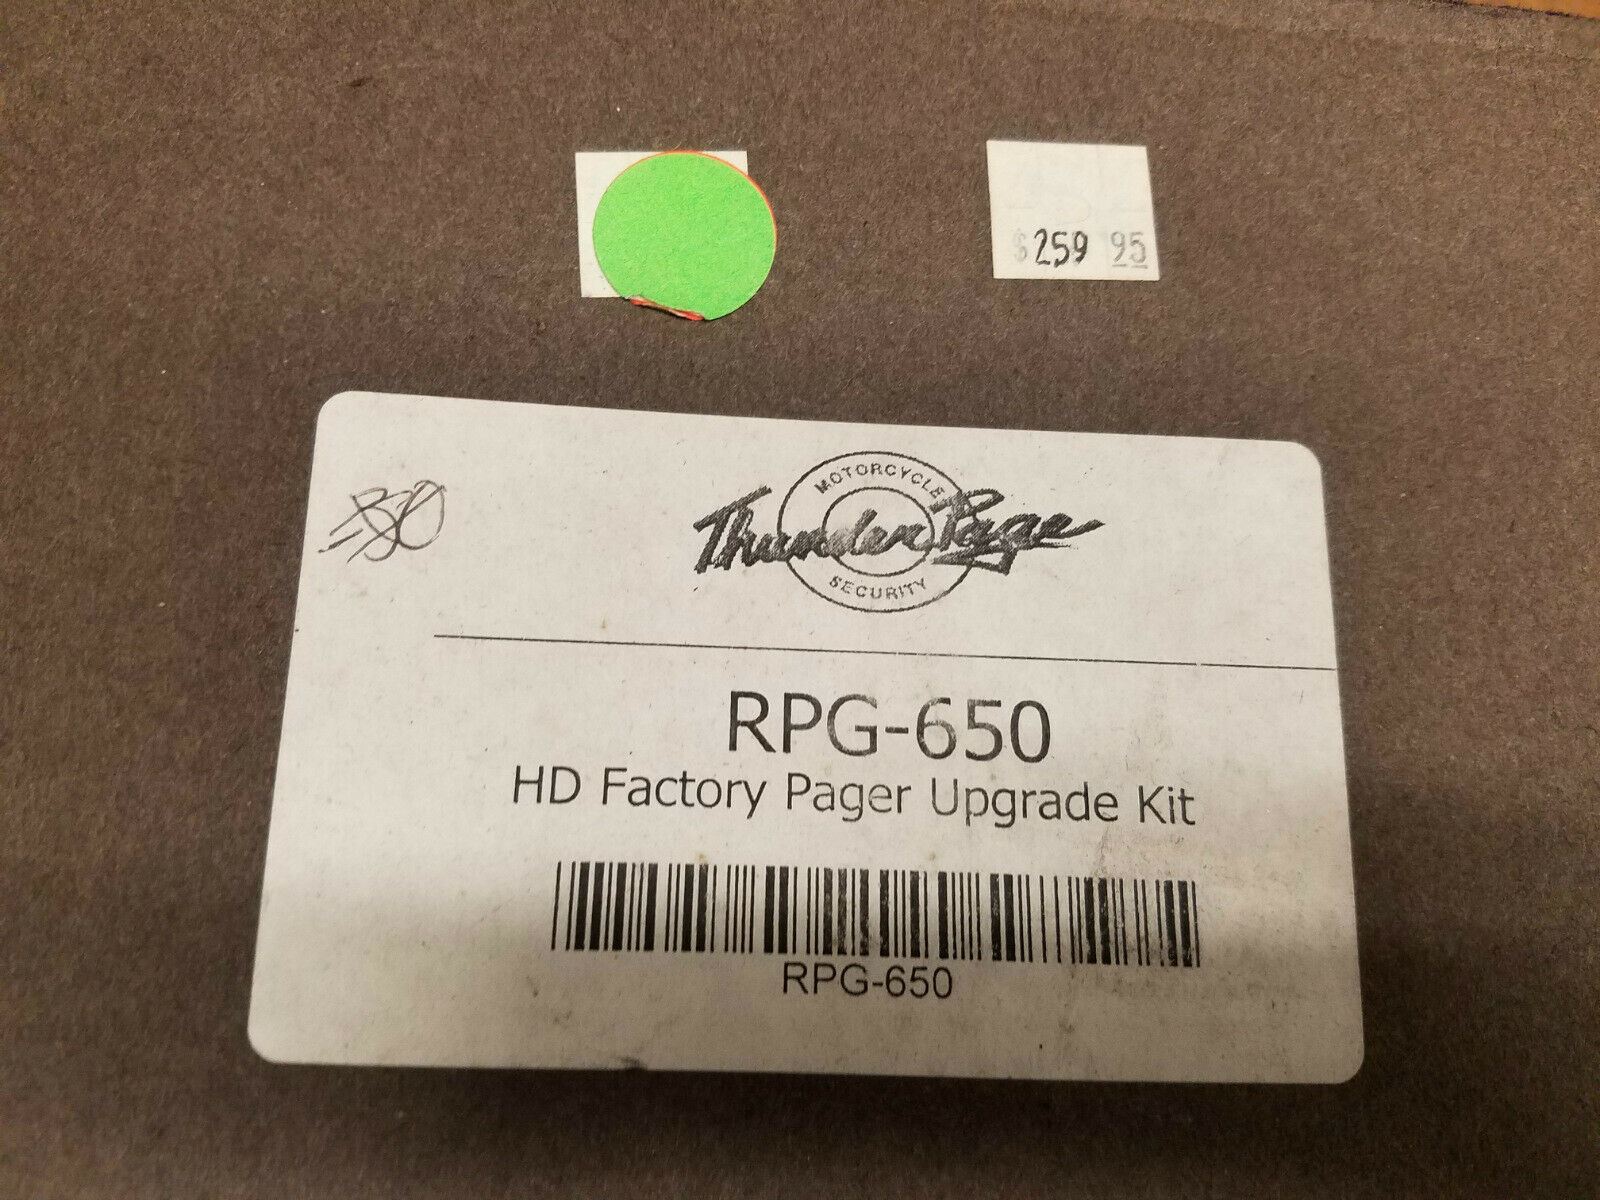 $259 95
MOTORCYCLE
Thunder Page
SECURITY
RPG-650
HD Factory Pager Upgrade Kit
RPG-650